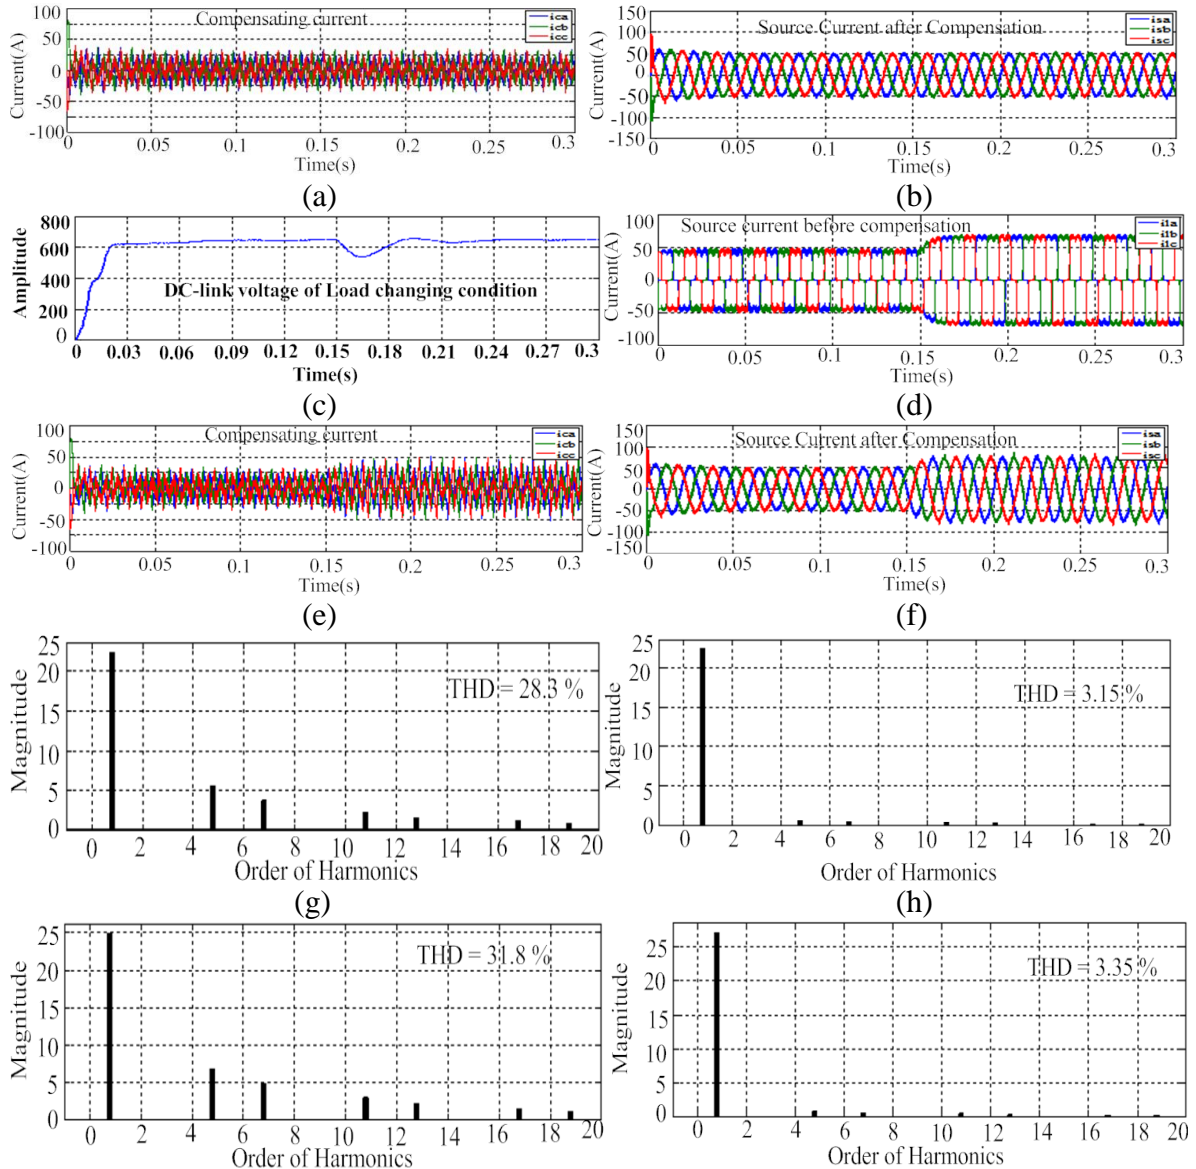 Compensating current
ica
icb
icc
Current(A)
100
50
0
-50
-100
0
0.05
0.1
0.15
0.2
0.25
0.3
Time(s)
(a)
Source Current after Compensation
isa
isb
isc
Current(A)
150
100
50
0
-50
-100
-150
0
0.05
0.1
0.15
0.2
0.25
0.3
Time(s)
(b)
Amplitude
800
600
400
200
0
DC-link voltage of Load changing condition
0
0.03
0.06
0.09
0.12
0.15
0.18
0.21
0.24
0.27
0.3
Time(s)
(c)
Source current before compensation
i1a
i1b
i1c
Current(A)
100
50
0
-50
-100
0
0.05
0.1
0.15
0.2
0.25
0.3
Time(s)
(d)
Compensating current
ica
icb
icc
Current(A)
100
50
0
-50
-100
0
0.05
0.1
0.15
0.2
0.25
0.3
Time(s)
(e)
Source Current after Compensation
isa
isb
isc
Current(A)
150
100
50
0
-50
-100
-150
0
0.05
0.1
0.15
0.2
0.25
0.3
Time(s)
(f)
Magnitude
25
20
15
10
5
0
THD = 28.3 %
0
2
4
6
8
10
12
14
16
18
20
Order of Harmonics
(g)
Magnitude
25
20
15
10
5
0
THD = 3.15 %
0
2
4
6
8
10
12
14
16
18
20
Order of Harmonics
(h)
Magnitude
25
20
15
10
5
0
THD = 31.8 %
0
2
4
6
8
10
12
14
16
18
20
Order of Harmonics
Magnitude
25
20
15
10
5
0
THD = 3.35 %
0
2
4
6
8
10
12
14
16
18
20
Order of Harmonics